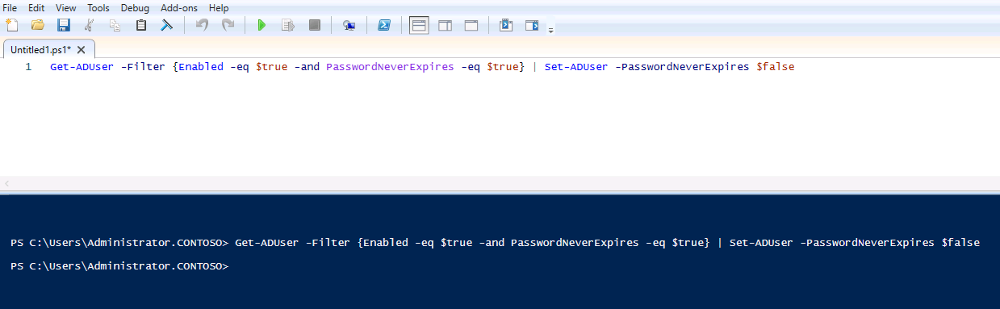 File Edit View Tools Debug Add-ons Help
Untitled1.ps1*
1 Get-ADUser -Filter {Enabled -eq $true -and PasswordNeverExpires -eq $true} | Set-ADUser -PasswordNeverExpires $false
PS C:\Users\Administrator.CONTOSO> Get-ADUser -Filter {Enabled -eq $true -and PasswordNeverExpires -eq $true} | Set-ADUser -PasswordNeverExpires $false
PS C:\Users\Administrator.CONTOSO>